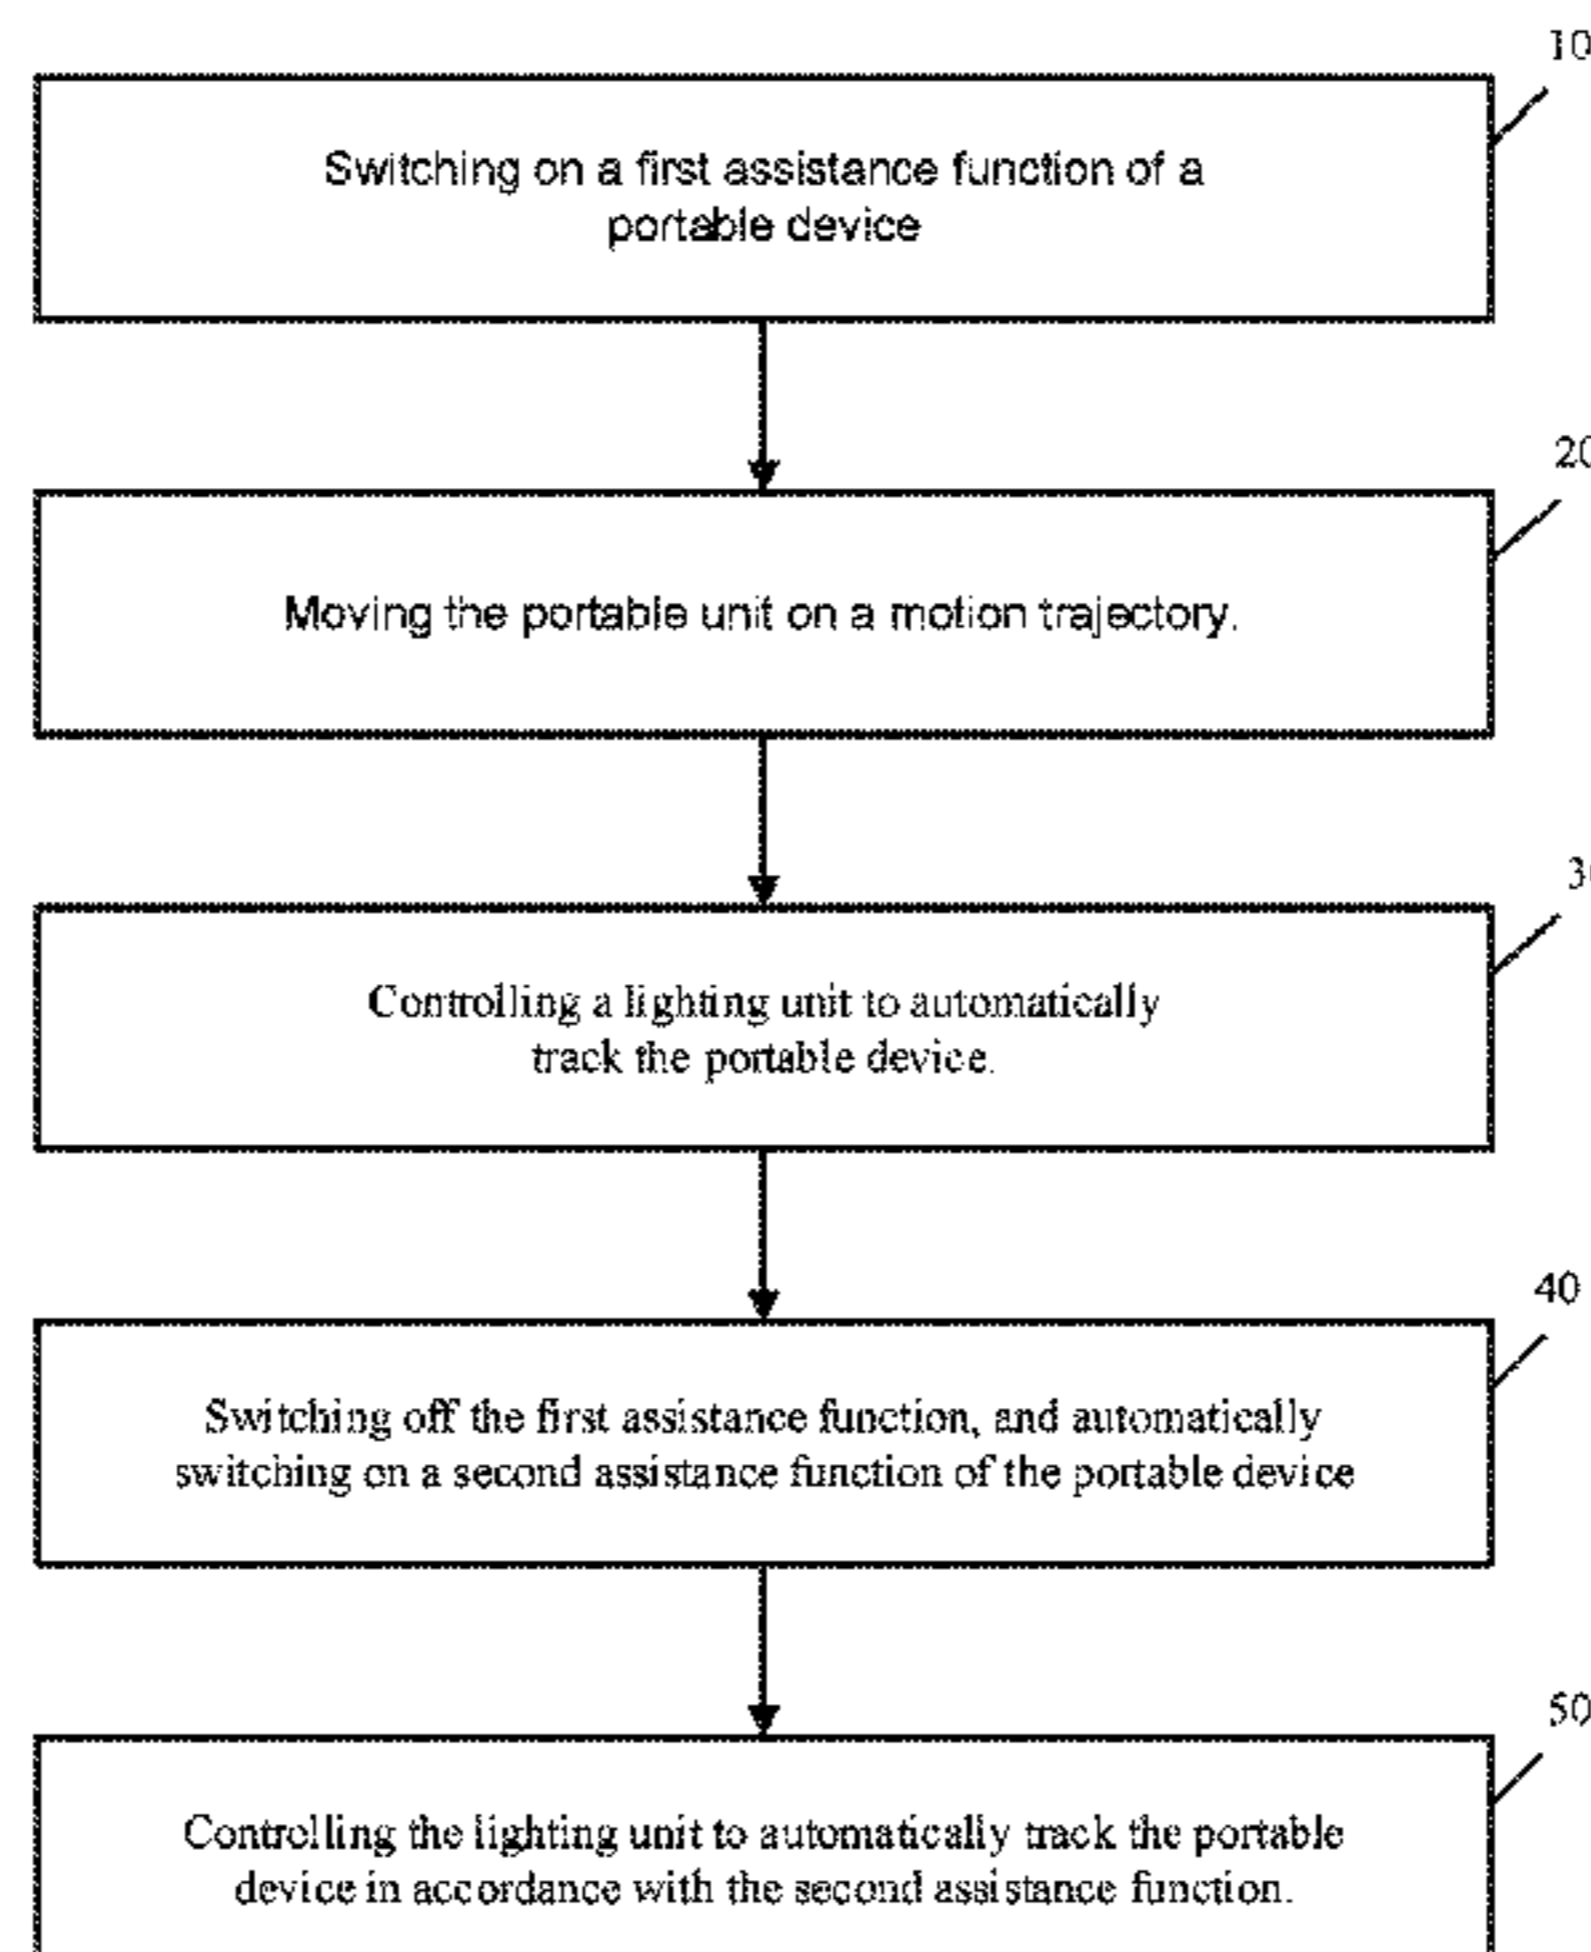 10
Switching on a first assistance function of a
portable device
20
Moving the portable unit on a motion trajectory.
30
Controlling a lighting unit to automatically
track the portable device.
40
Switching off the first assistance function, and automatically
switching on a second assistance function of the portable device
50
Controlling the lighting unit to automatically track the portable
device in accordance with the second assistance function.